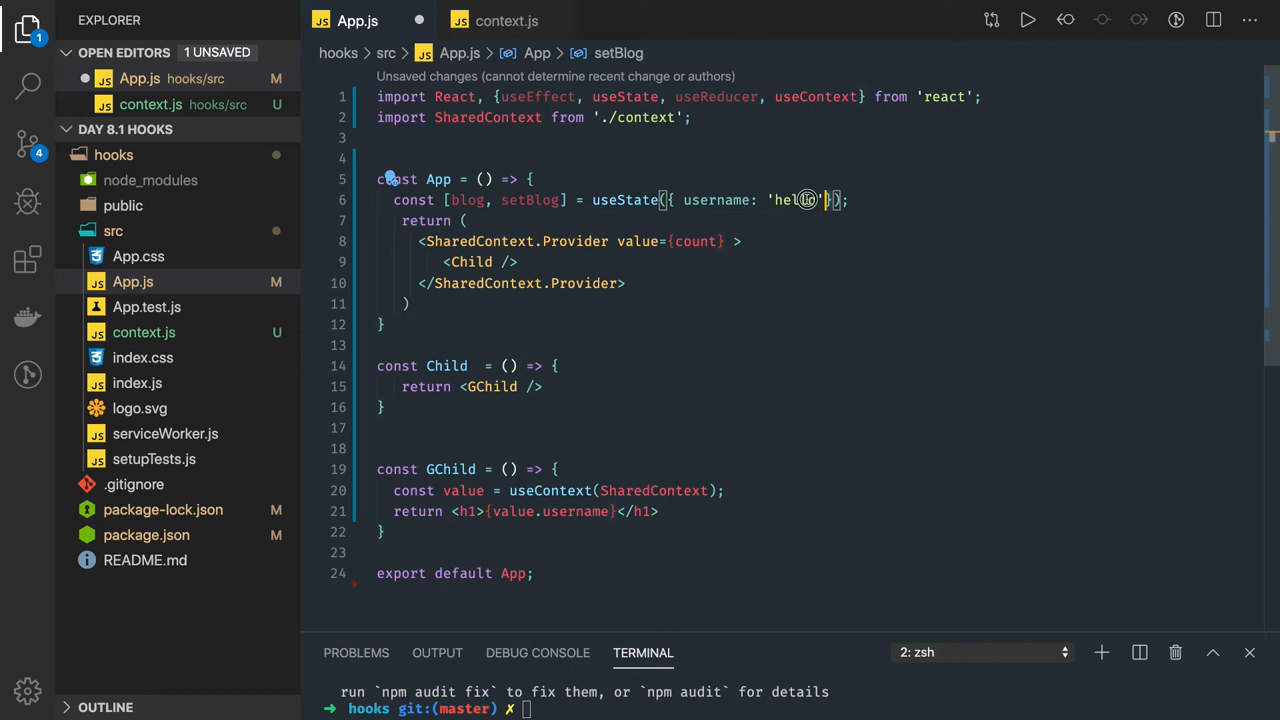 EXPLORER
OPEN EDITORS 1 UNSAVED
App.js hooks/src M
context.js hooks/src U
DAY 8.1 HOOKS
hooks
node_modules
public
src
App.css
App.js M
App.test.js
context.js U
index.css
index.js
logo.svg
serviceWorker.js
setupTests.js
.gitignore
package-lock.json M
package.json M
README.md
OUTLINE
1
4
JS App.js
JS context.js
hooks > src > JS App.js > App > setBlog
Unsaved changes (cannot determine recent change or authors)
1 import React, {useEffect, useState, useReducer, useContext} from 'react';
2 import SharedContext from './context';
3
4
5 const App = () => {
6 const [blog, setBlog] = useState({ username: 'hello'});
7 return (
8 <SharedContext.Provider value={count} >
9 <Child />
10 </SharedContext.Provider>
11 )
12 }
13
14 const Child  = () => {
15 return <GChild />
16 }
17
18
19 const GChild = () => {
20 const value = useContext(SharedContext);
21 return <h1>{value.username}</h1>
22 }
23
24 export default App;
PROBLEMS OUTPUT DEBUG CONSOLE TERMINAL 2: zsh
run `npm audit fix` to fix them, or `npm audit` for details
➜ hooks git:(master) ✗